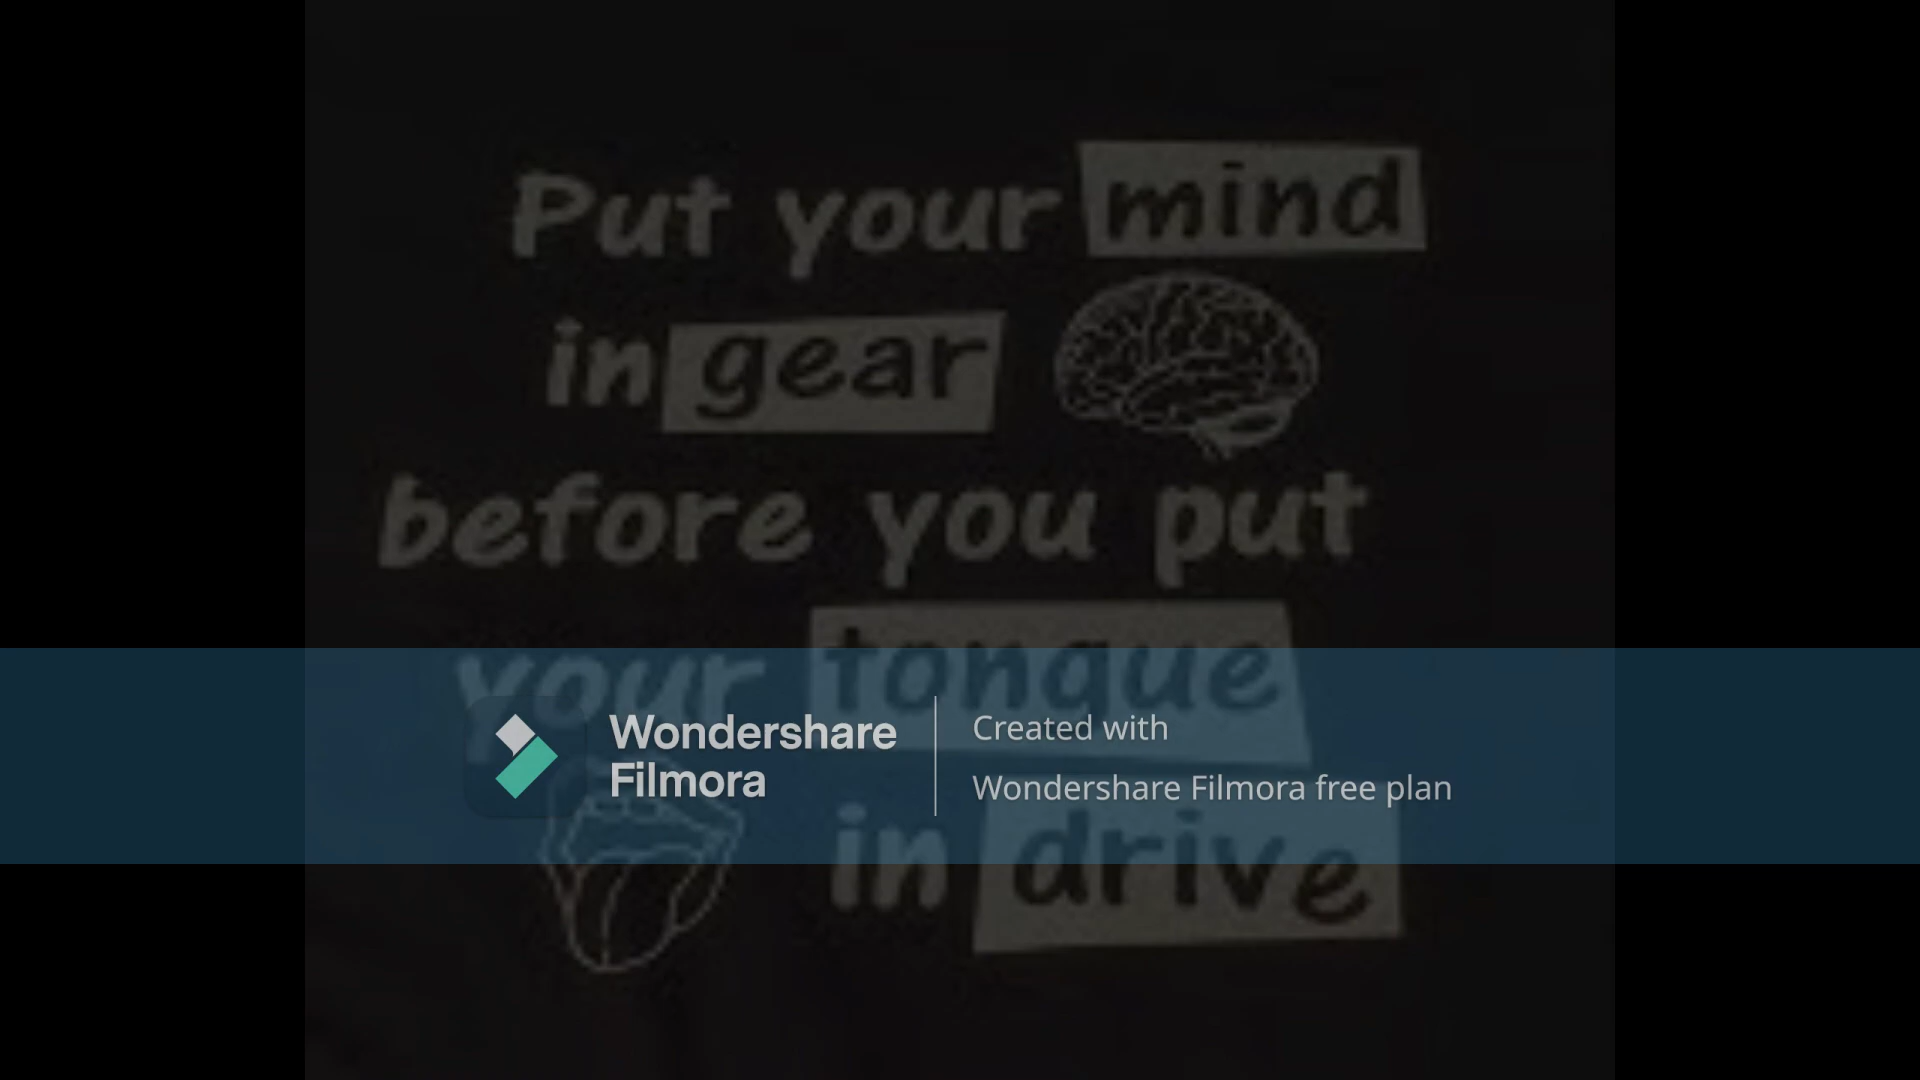 Put your mind
in gear
before you put
your tongue
Wondershare
Filmora
Created with
Wondershare Filmora free plan
in drive